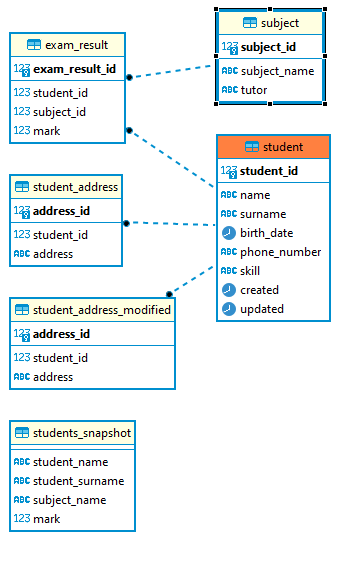 exam_result
123 exam_result_id
123 student_id
123 subject_id
123 mark
subject
123 subject_id
ABC subject_name
ABC tutor
student
123 student_id
ABC name
ABC surname
birth_date
ABC phone_number
ABC skill
created
updated
student_address
123 address_id
123 student_id
ABC address
student_address_modified
123 address_id
123 student_id
ABC address
students_snapshot
ABC student_name
ABC student_surname
ABC subject_name
123 mark